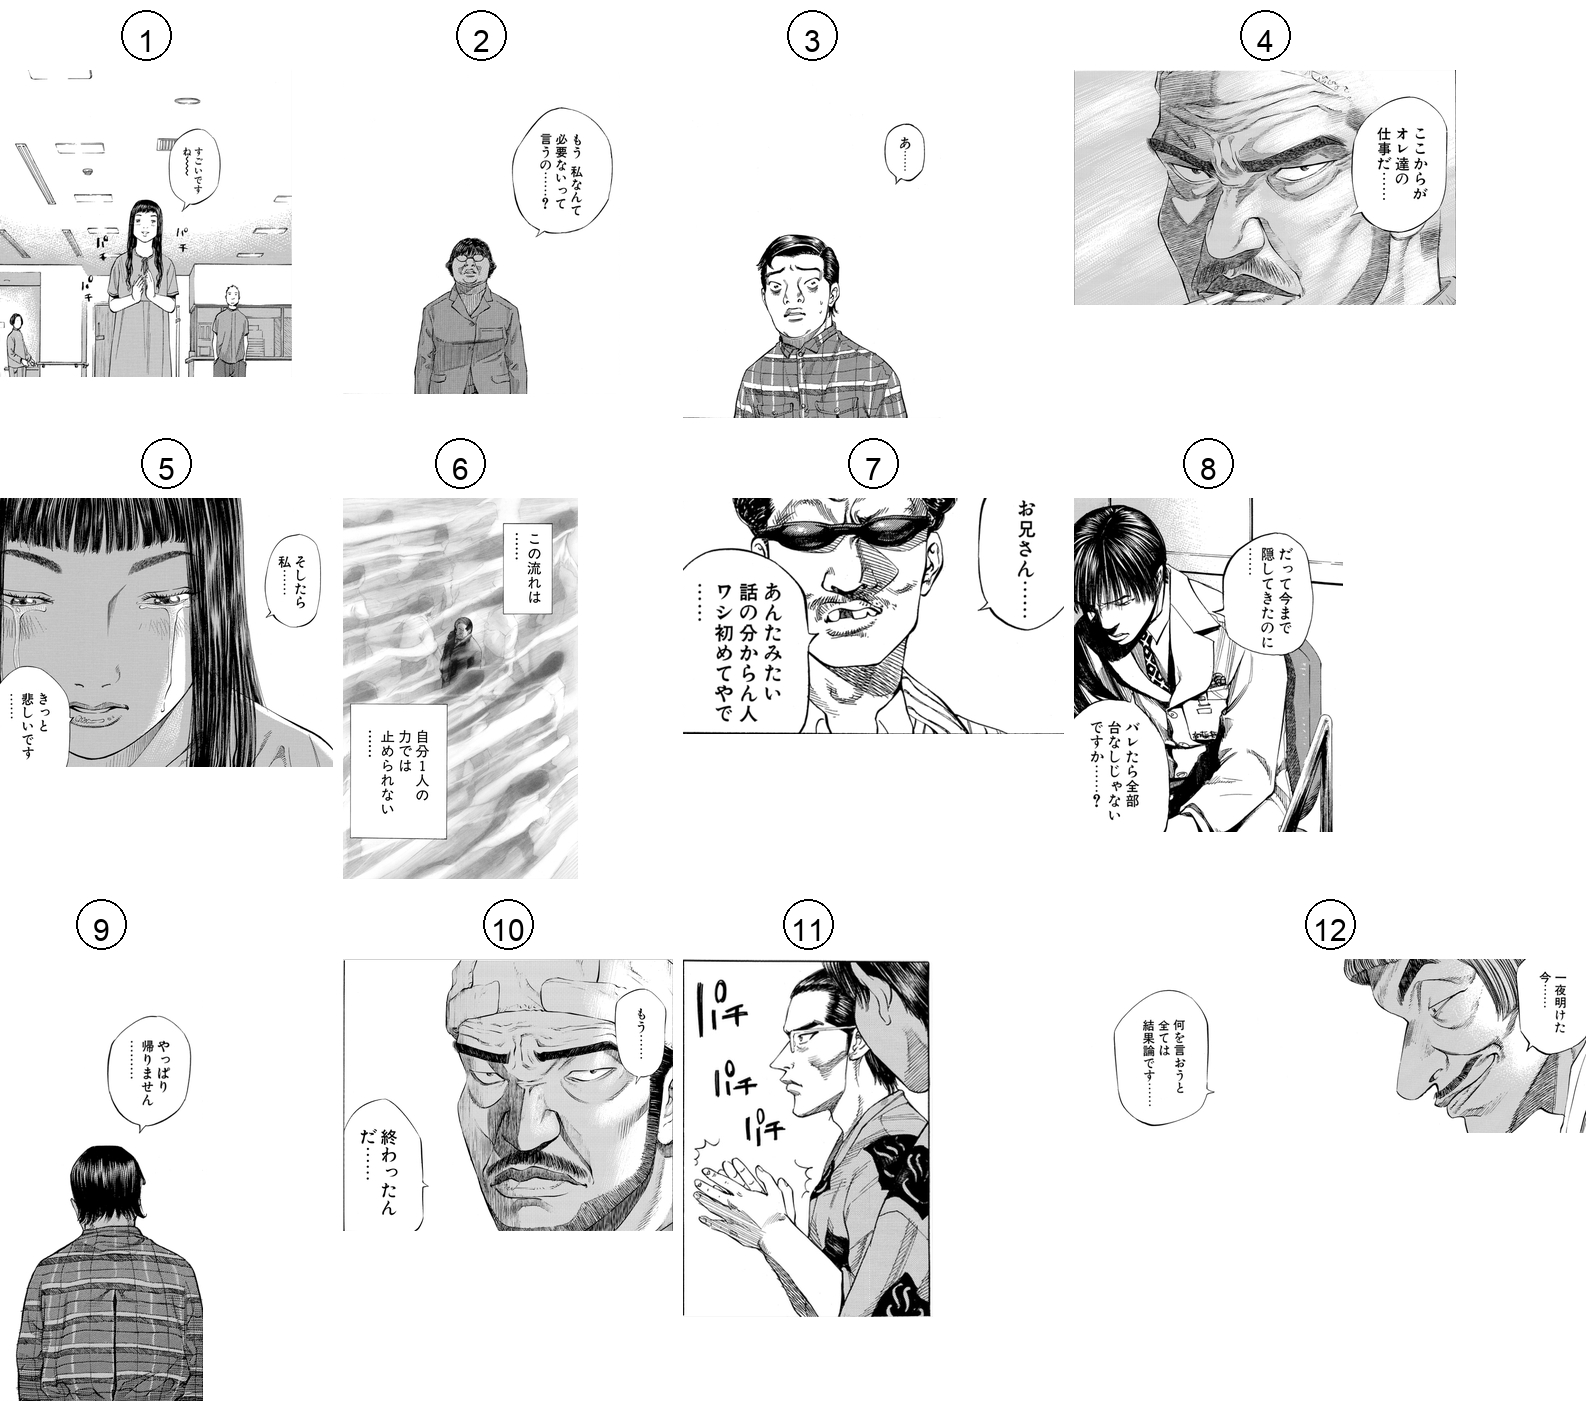 1
すごいです
ね〜〜
パチ
パチ
パチ
2
もう 私なんて
必要ないって
言うの……?
3
あ……
4
ここからが
オレ達の
仕事だ……
5
そしたら
私……
きっと
悲しいです
……
6
この流れは
……
自分1人の
力では
止められない
……
7
お兄さん……
あんたみたい
話の分からん人
ワシ初めてやで
……
8
だって今まで
隠してきたのに
……
バレたら全部
台なしじゃない
ですか……?
9
やっぱり
帰りません
………
10
もう……
終わったん
だ……
11
パチ
パチ
パチ
12
一夜明けた
今……
何を言おうと
全ては
結果論です……